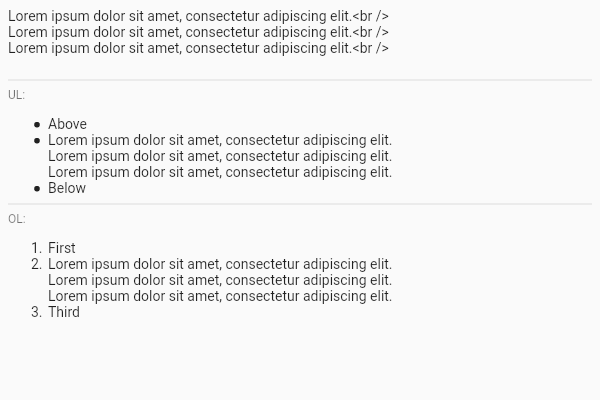 Lorem ipsum dolor sit amet, consectetur adipiscing elit.<br />
Lorem ipsum dolor sit amet, consectetur adipiscing elit.<br />
Lorem ipsum dolor sit amet, consectetur adipiscing elit.<br />
UL:
• Above
• Lorem ipsum dolor sit amet, consectetur adipiscing elit.
Lorem ipsum dolor sit amet, consectetur adipiscing elit.
Lorem ipsum dolor sit amet, consectetur adipiscing elit.
• Below
OL:
1. First
2. Lorem ipsum dolor sit amet, consectetur adipiscing elit.
Lorem ipsum dolor sit amet, consectetur adipiscing elit.
Lorem ipsum dolor sit amet, consectetur adipiscing elit.
3. Third